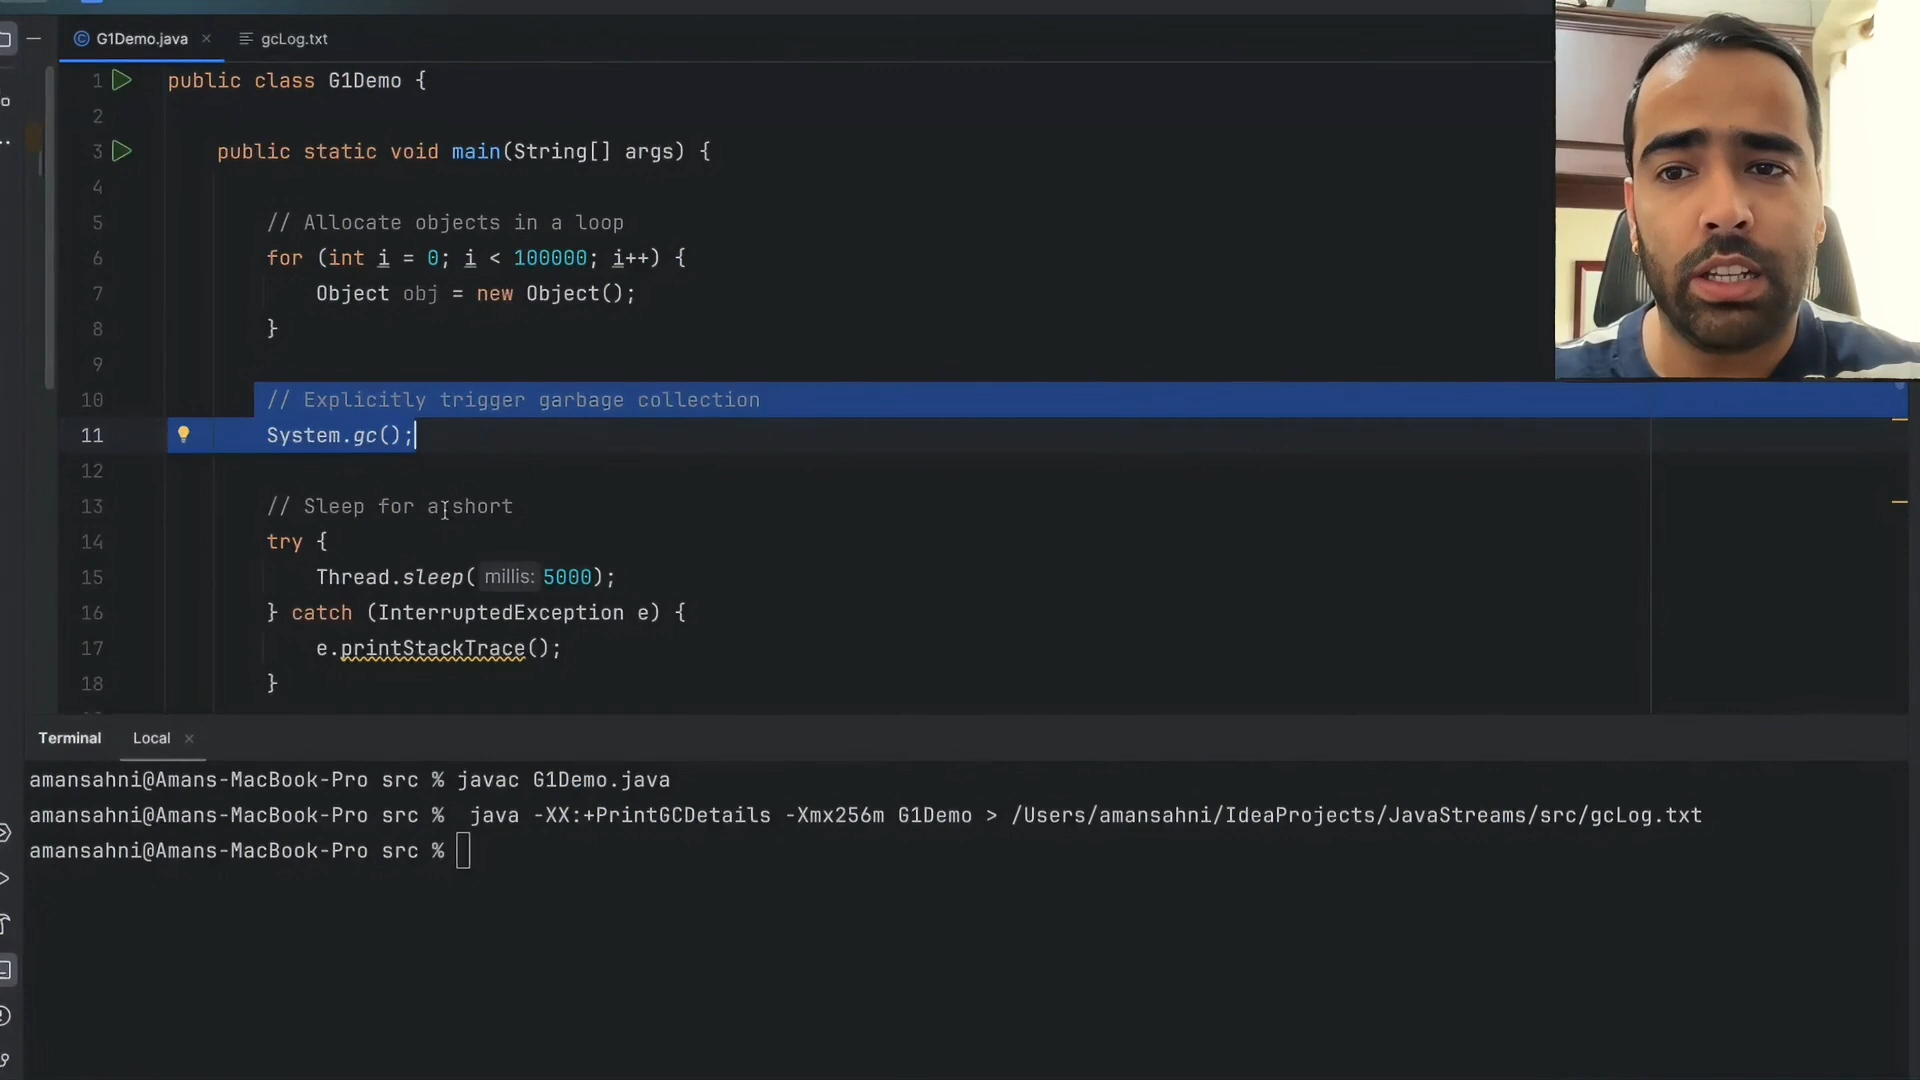 G1Demo.java
gcLog.txt
1 public class G1Demo {
2
3 public static void main(String[] args) {
4
5 // Allocate objects in a loop
6 for (int i = 0; i < 100000; i++) {
7 Object obj = new Object();
8 }
9
10 // Explicitly trigger garbage collection
11 System.gc();
12
13 // Sleep for a short
14 try {
15 Thread.sleep( millis: 5000);
16 } catch (InterruptedException e) {
17 e.printStackTrace();
18 }
Terminal Local
amansahni@Amans-MacBook-Pro src % javac G1Demo.java
amansahni@Amans-MacBook-Pro src % java -XX:+PrintGCDetails -Xmx256m G1Demo > /Users/amansahni/IdeaProjects/JavaStreams/src/gcLog.txt
amansahni@Amans-MacBook-Pro src %